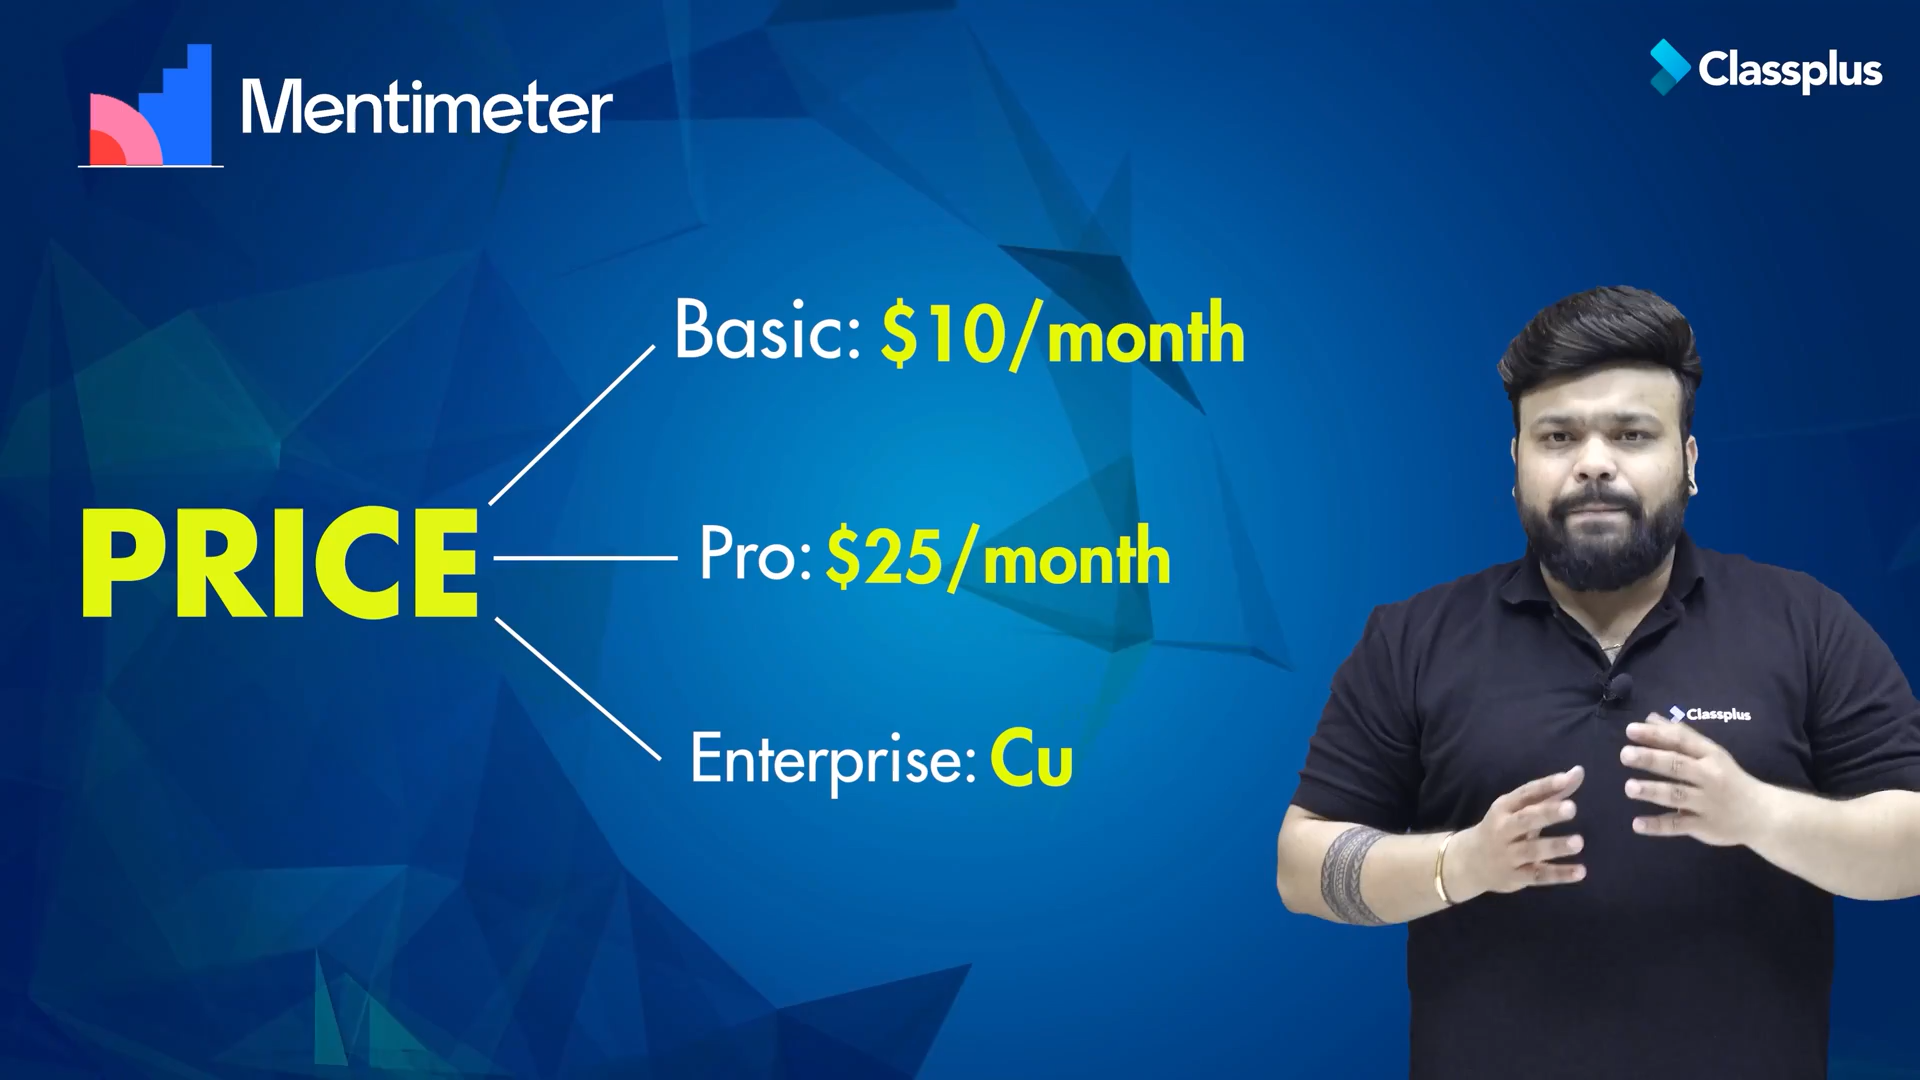 Mentimeter
Classplus
Basic: $10/month
PRICE
Pro: $25/month
Enterprise: Cu
Classplus